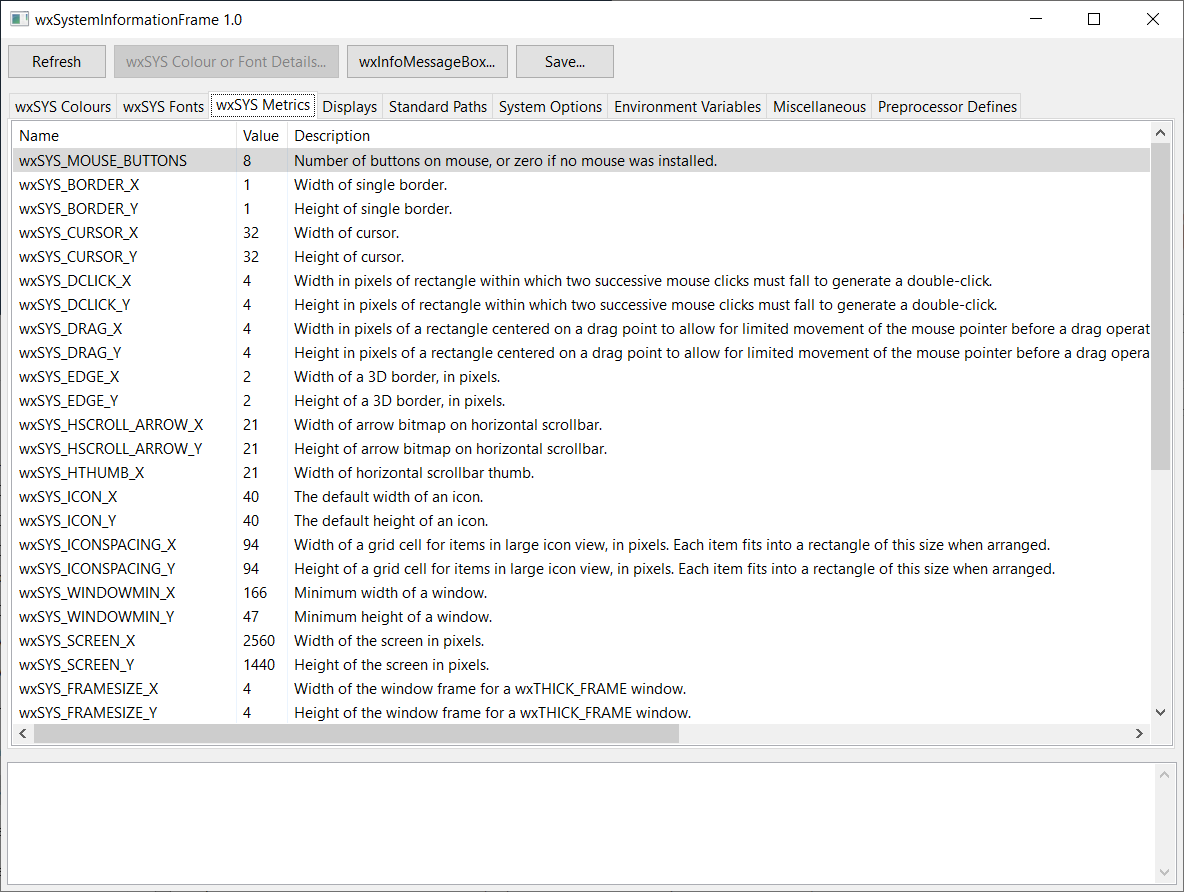 wxSystemInformationFrame 1.0
Refresh wxSYS Colour or Font Details... wxInfoMessageBox... Save...
wxSYS Colours wxSYS Fonts wxSYS Metrics Displays Standard Paths System Options Environment Variables Miscellaneous Preprocessor Defines
Name Value Description
wxSYS_MOUSE_BUTTONS 8 Number of buttons on mouse, or zero if no mouse was installed.
wxSYS_BORDER_X 1 Width of single border.
wxSYS_BORDER_Y 1 Height of single border.
wxSYS_CURSOR_X 32 Width of cursor.
wxSYS_CURSOR_Y 32 Height of cursor.
wxSYS_DCLICK_X 4 Width in pixels of rectangle within which two successive mouse clicks must fall to generate a double-click.
wxSYS_DCLICK_Y 4 Height in pixels of rectangle within which two successive mouse clicks must fall to generate a double-click.
wxSYS_DRAG_X 4 Width in pixels of a rectangle centered on a drag point to allow for limited movement of the mouse pointer before a drag operat
wxSYS_DRAG_Y 4 Height in pixels of a rectangle centered on a drag point to allow for limited movement of the mouse pointer before a drag opera
wxSYS_EDGE_X 2 Width of a 3D border, in pixels.
wxSYS_EDGE_Y 2 Height of a 3D border, in pixels.
wxSYS_HSCROLL_ARROW_X 21 Width of arrow bitmap on horizontal scrollbar.
wxSYS_HSCROLL_ARROW_Y 21 Height of arrow bitmap on horizontal scrollbar.
wxSYS_HTHUMB_X 21 Width of horizontal scrollbar thumb.
wxSYS_ICON_X 40 The default width of an icon.
wxSYS_ICON_Y 40 The default height of an icon.
wxSYS_ICONSPACING_X 94 Width of a grid cell for items in large icon view, in pixels. Each item fits into a rectangle of this size when arranged.
wxSYS_ICONSPACING_Y 94 Height of a grid cell for items in large icon view, in pixels. Each item fits into a rectangle of this size when arranged.
wxSYS_WINDOWMIN_X 166 Minimum width of a window.
wxSYS_WINDOWMIN_Y 47 Minimum height of a window.
wxSYS_SCREEN_X 2560 Width of the screen in pixels.
wxSYS_SCREEN_Y 1440 Height of the screen in pixels.
wxSYS_FRAMESIZE_X 4 Width of the window frame for a wxTHICK_FRAME window.
wxSYS_FRAMESIZE_Y 4 Height of the window frame for a wxTHICK_FRAME window.